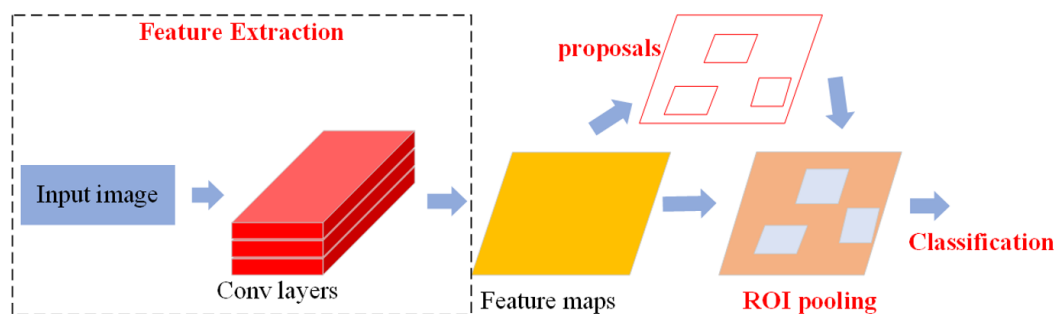 Feature Extraction
proposals
Input image
Classification
Conv layers
Feature maps
ROI pooling